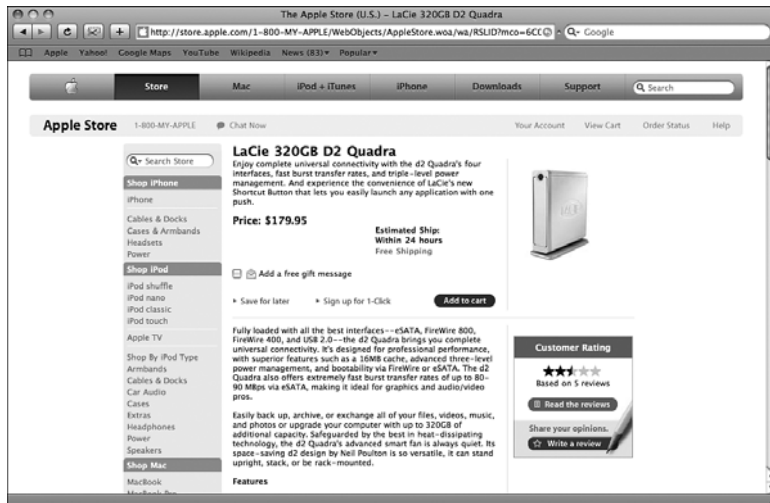 The Apple Store (U.S.) – LaCie 320GB D2 Quadra
http://store.apple.com/1-800-MY-APPLE/WebObjects/AppleStore.woa/wa/RSLID?mco=6CC
Google
Apple Yahoo! Google Maps YouTube Wikipedia News (83) Popular
Store Mac iPod + iTunes iPhone Downloads Support Search
Apple Store 1-800-MY-APPLE Chat Now Your Account View Cart Order Status Help
Search Store
Shop iPhone
iPhone
Cables & Docks
Cases & Armbands
Headsets
Power
Shop iPod
iPod shuffle
iPod nano
iPod classic
iPod touch
Apple TV
Shop By iPod Type
Armbands
Cables & Docks
Car Audio
Cases
Extras
Headphones
Power
Speakers
Shop Mac
MacBook
MacBook Pro
LaCie 320GB D2 Quadra
Enjoy complete universal connectivity with the d2 Quadra's four
interfaces, fast burst transfer rates, and triple-level power
management. And experience the convenience of LaCie's new
Shortcut Button that lets you easily launch any application with one
push.
Price: $179.95
Estimated Ship:
Within 24 hours
Free Shipping
Add a free gift message
Save for later Sign up for 1-Click Add to cart
Fully loaded with all the best interfaces--eSATA, FireWire 800,
FireWire 400, and USB 2.0--the d2 Quadra brings you complete
universal connectivity. It's designed for professional performance,
with superior features such as a 16MB cache, advanced three-level
power management, and bootability via FireWire or eSATA. The d2
Quadra also offers extremely fast burst transfer rates of up to 80-
90 MBps via eSATA, making it ideal for graphics and audio/video
pros.
Easily back up, archive, or exchange all of your files, videos, music,
and photos or upgrade your computer with up to 320GB of
additional capacity. Safeguarded by the best in heat-dissipating
technology, the d2 Quadra's advanced smart fan is always quiet. Its
space-saving d2 design by Neil Poulton is so versatile, it can stand
upright, stack, or be rack-mounted.
Features
Customer Rating
Based on 5 reviews
Read the reviews
Share your opinions.
Write a review